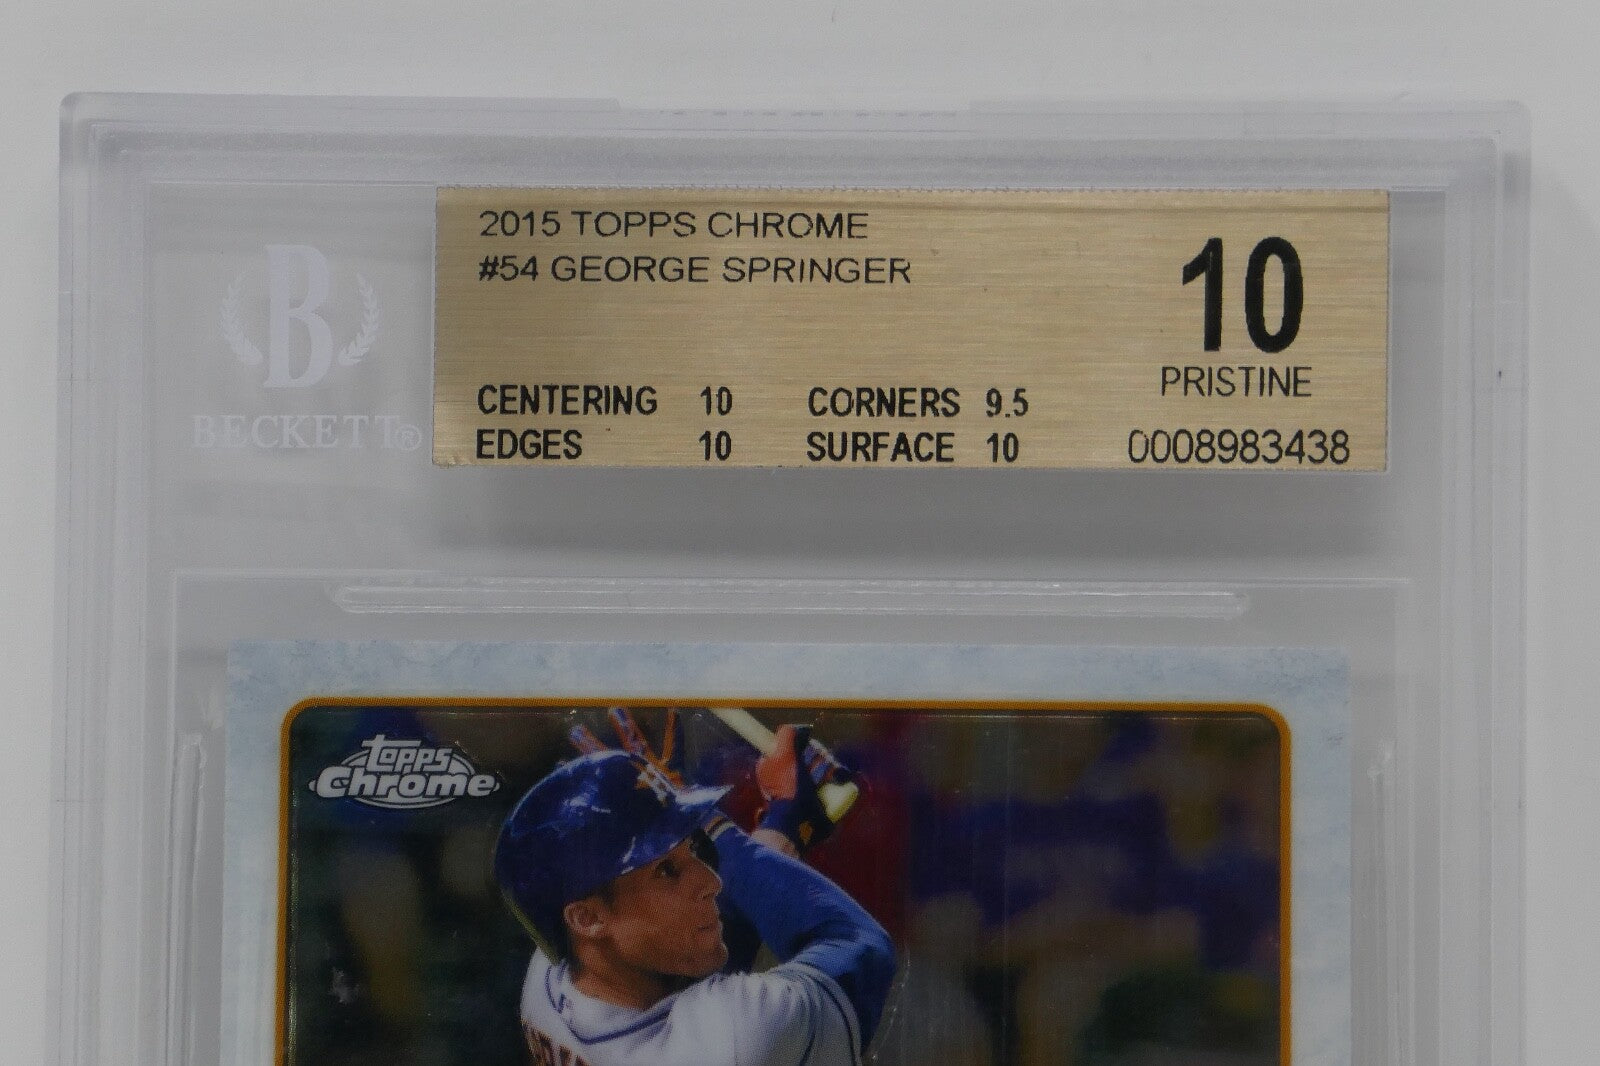 2015 TOPPS CHROME
#54 GEORGE SPRINGER
10
PRISTINE
CENTERING 10 CORNERS 9.5
EDGES 10 SURFACE 10
0008983438
B
BECKETT®
topps
Chrome